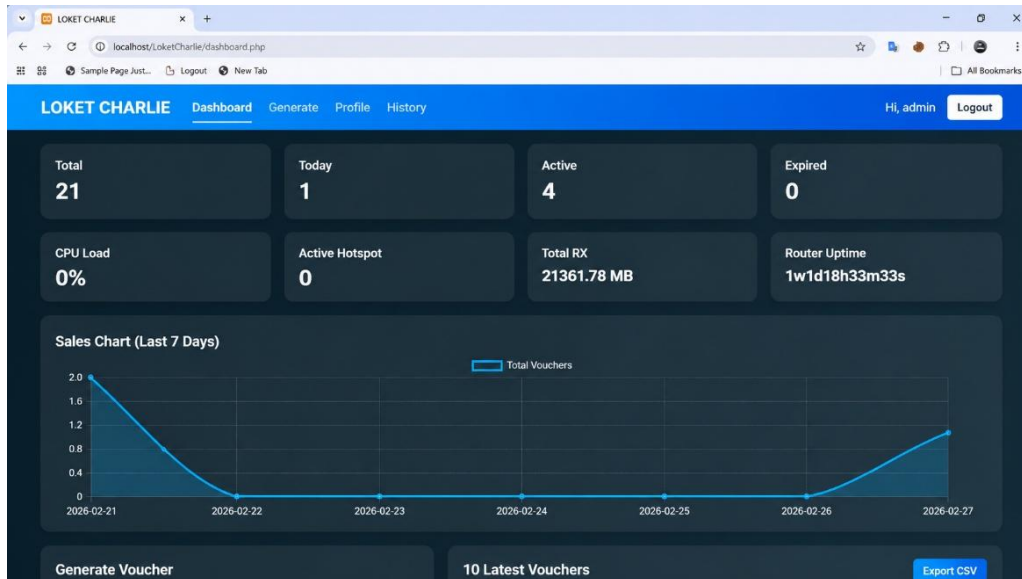 LOKET CHARLIE
localhost/LoketCharlie/dashboard.php
Sample Page Just... Logout New Tab All Bookmarks
LOKET CHARLIE Dashboard Generate Profile History Hi, admin Logout
Total Today Active Expired
21 1 4 0
CPU Load Active Hotspot Total RX Router Uptime
0% 0 21361.78 MB 1w1d18h33m33s
Sales Chart (Last 7 Days)
Total Vouchers
2.0
1.6
1.2
0.8
0.4
0
2026-02-21 2026-02-22 2026-02-23 2026-02-24 2026-02-25 2026-02-26 2026-02-27
Generate Voucher 10 Latest Vouchers Export CSV